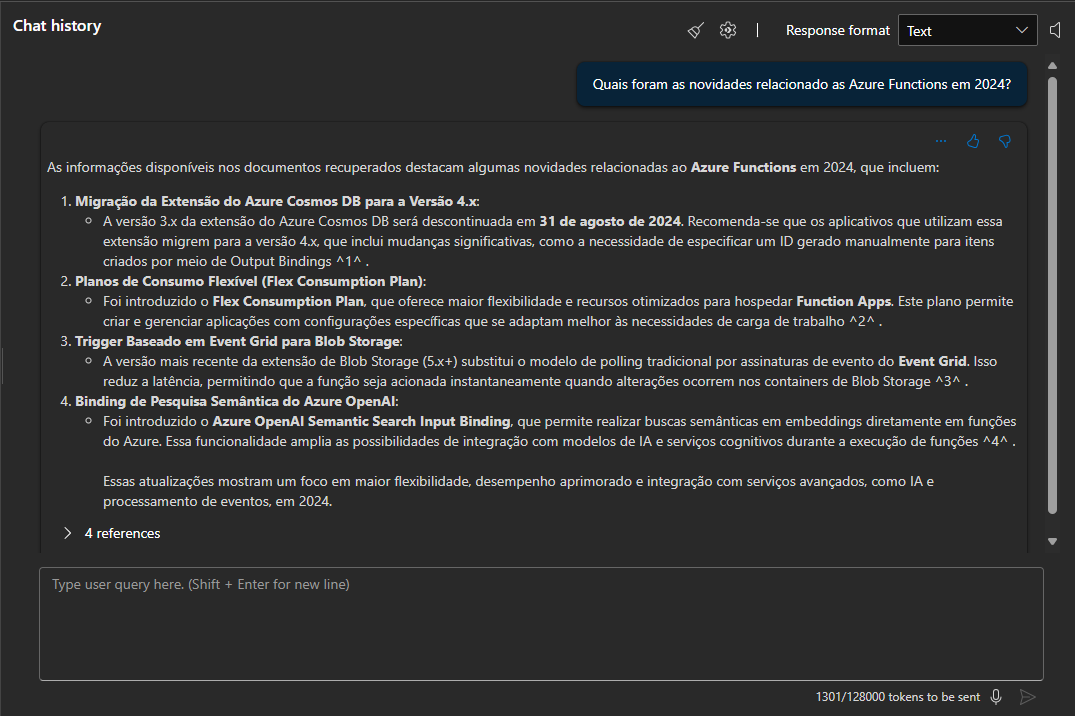 Chat history
Response format
Text
Quais foram as novidades relacionado as Azure Functions em 2024?
As informações disponíveis nos documentos recuperados destacam algumas novidades relacionadas ao Azure Functions em 2024, que incluem:
1. Migração da Extensão do Azure Cosmos DB para a Versão 4.x:
A versão 3.x da extensão do Azure Cosmos DB será descontinuada em 31 de agosto de 2024. Recomenda-se que os aplicativos que utilizam essa
extensão migrem para a versão 4.x, que inclui mudanças significativas, como a necessidade de especificar um ID gerado manualmente para itens
criados por meio de Output Bindings ^1^ .
2. Planos de Consumo Flexível (Flex Consumption Plan):
Foi introduzido o Flex Consumption Plan, que oferece maior flexibilidade e recursos otimizados para hospedar Function Apps. Este plano permite
criar e gerenciar aplicações com configurações específicas que se adaptam melhor às necessidades de carga de trabalho ^2^ .
3. Trigger Baseado em Event Grid para Blob Storage:
A versão mais recente da extensão de Blob Storage (5.x+) substitui o modelo de polling tradicional por assinaturas de evento do Event Grid. Isso
reduz a latência, permitindo que a função seja acionada instantaneamente quando alterações ocorrem nos containers de Blob Storage ^3^ .
4. Binding de Pesquisa Semântica do Azure OpenAI:
Foi introduzido o Azure OpenAI Semantic Search Input Binding, que permite realizar buscas semânticas em embeddings diretamente em funções
do Azure. Essa funcionalidade amplia as possibilidades de integração com modelos de IA e serviços cognitivos durante a execução de funções ^4^ .
Essas atualizações mostram um foco em maior flexibilidade, desempenho aprimorado e integração com serviços avançados, como IA e
processamento de eventos, em 2024.
4 references
Type user query here. (Shift + Enter for new line)
1301/128000 tokens to be sent